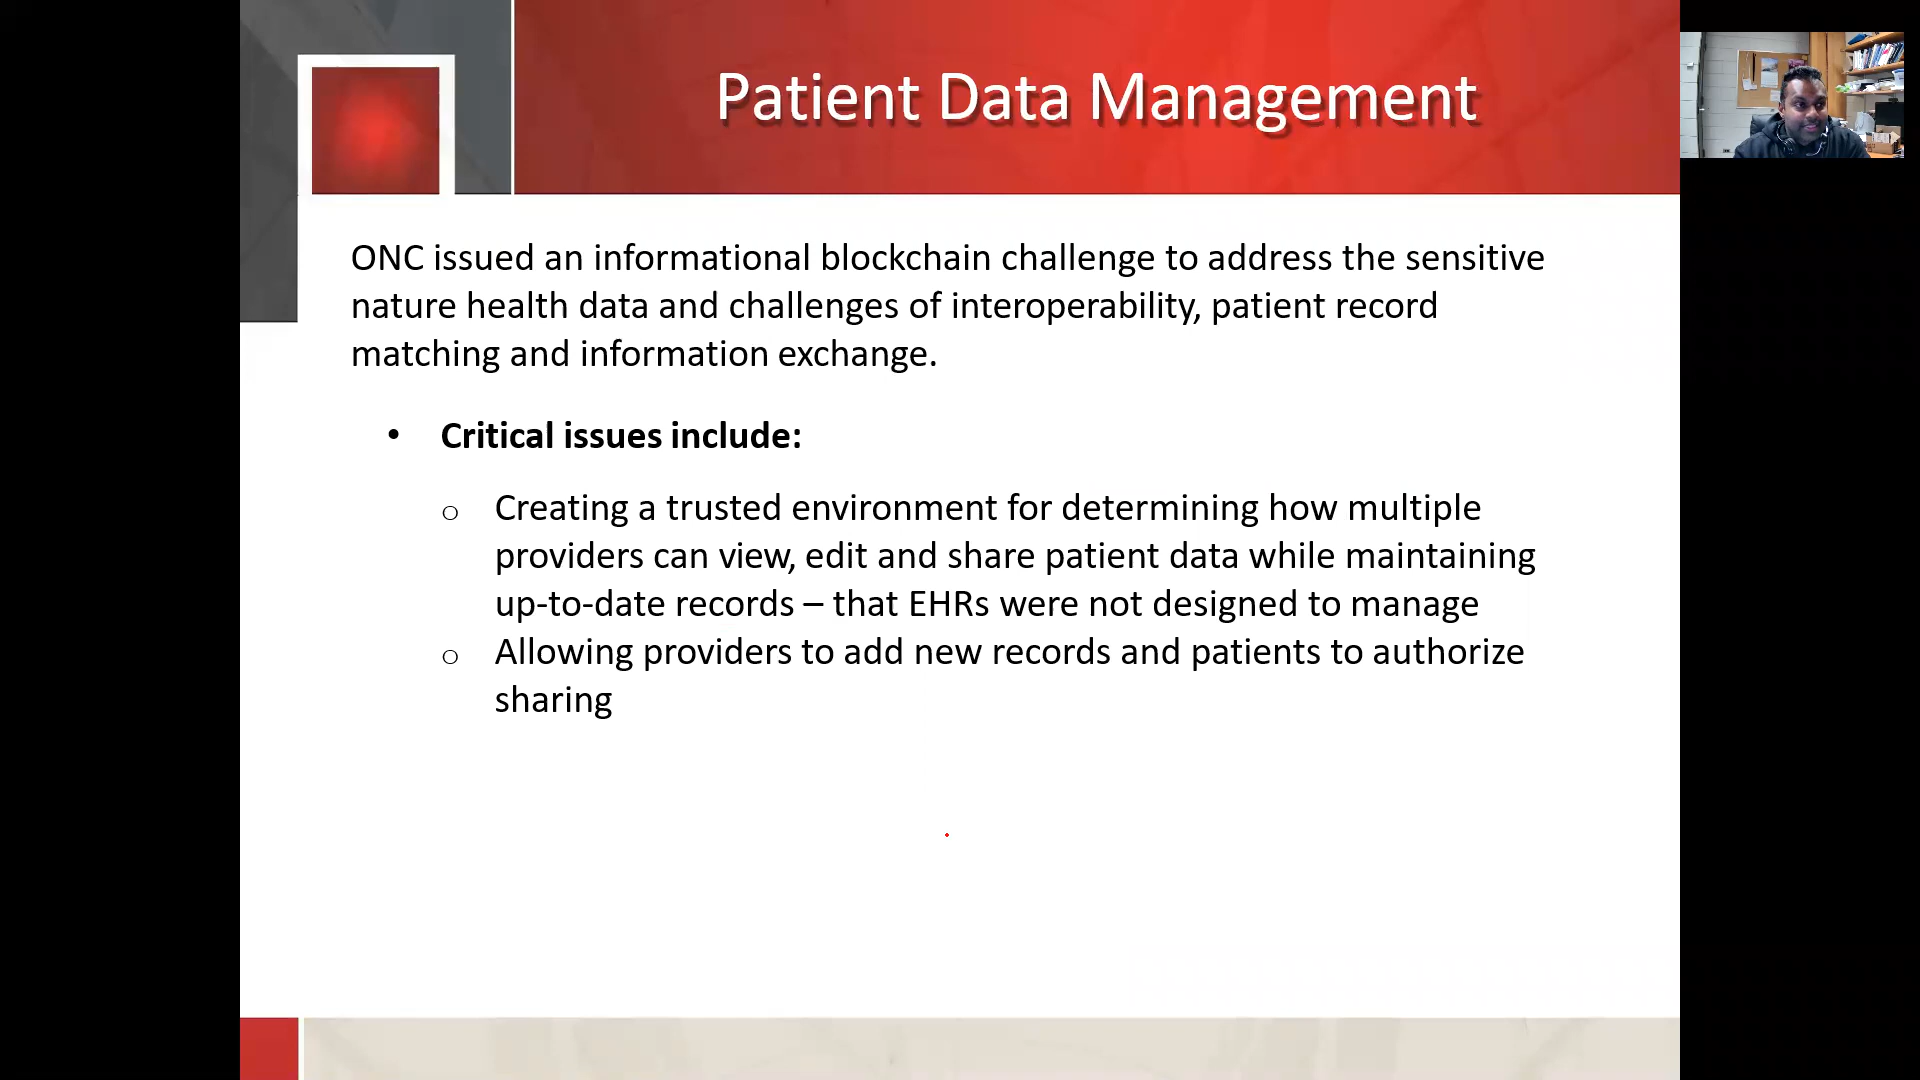 Patient Data Management
ONC issued an informational blockchain challenge to address the sensitive
nature health data and challenges of interoperability, patient record
matching and information exchange.
• Critical issues include:
o Creating a trusted environment for determining how multiple
providers can view, edit and share patient data while maintaining
up-to-date records – that EHRs were not designed to manage
o Allowing providers to add new records and patients to authorize
sharing